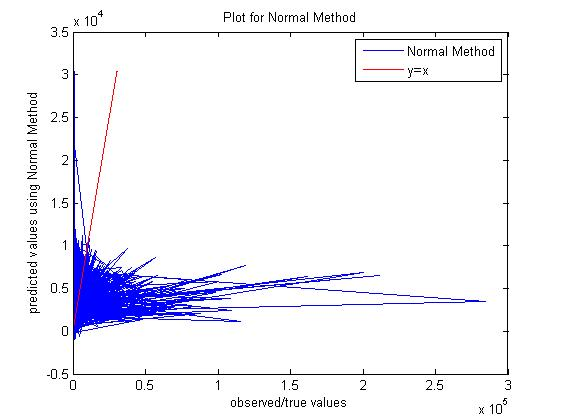 Plot for Normal Method
x 10^4
3.5
3
2.5
2
1.5
1
0.5
0
-0.5
predicted values using Normal Method
Normal Method
y=x
0
0.5
1
1.5
2
2.5
3
x 10^5
observed/true values